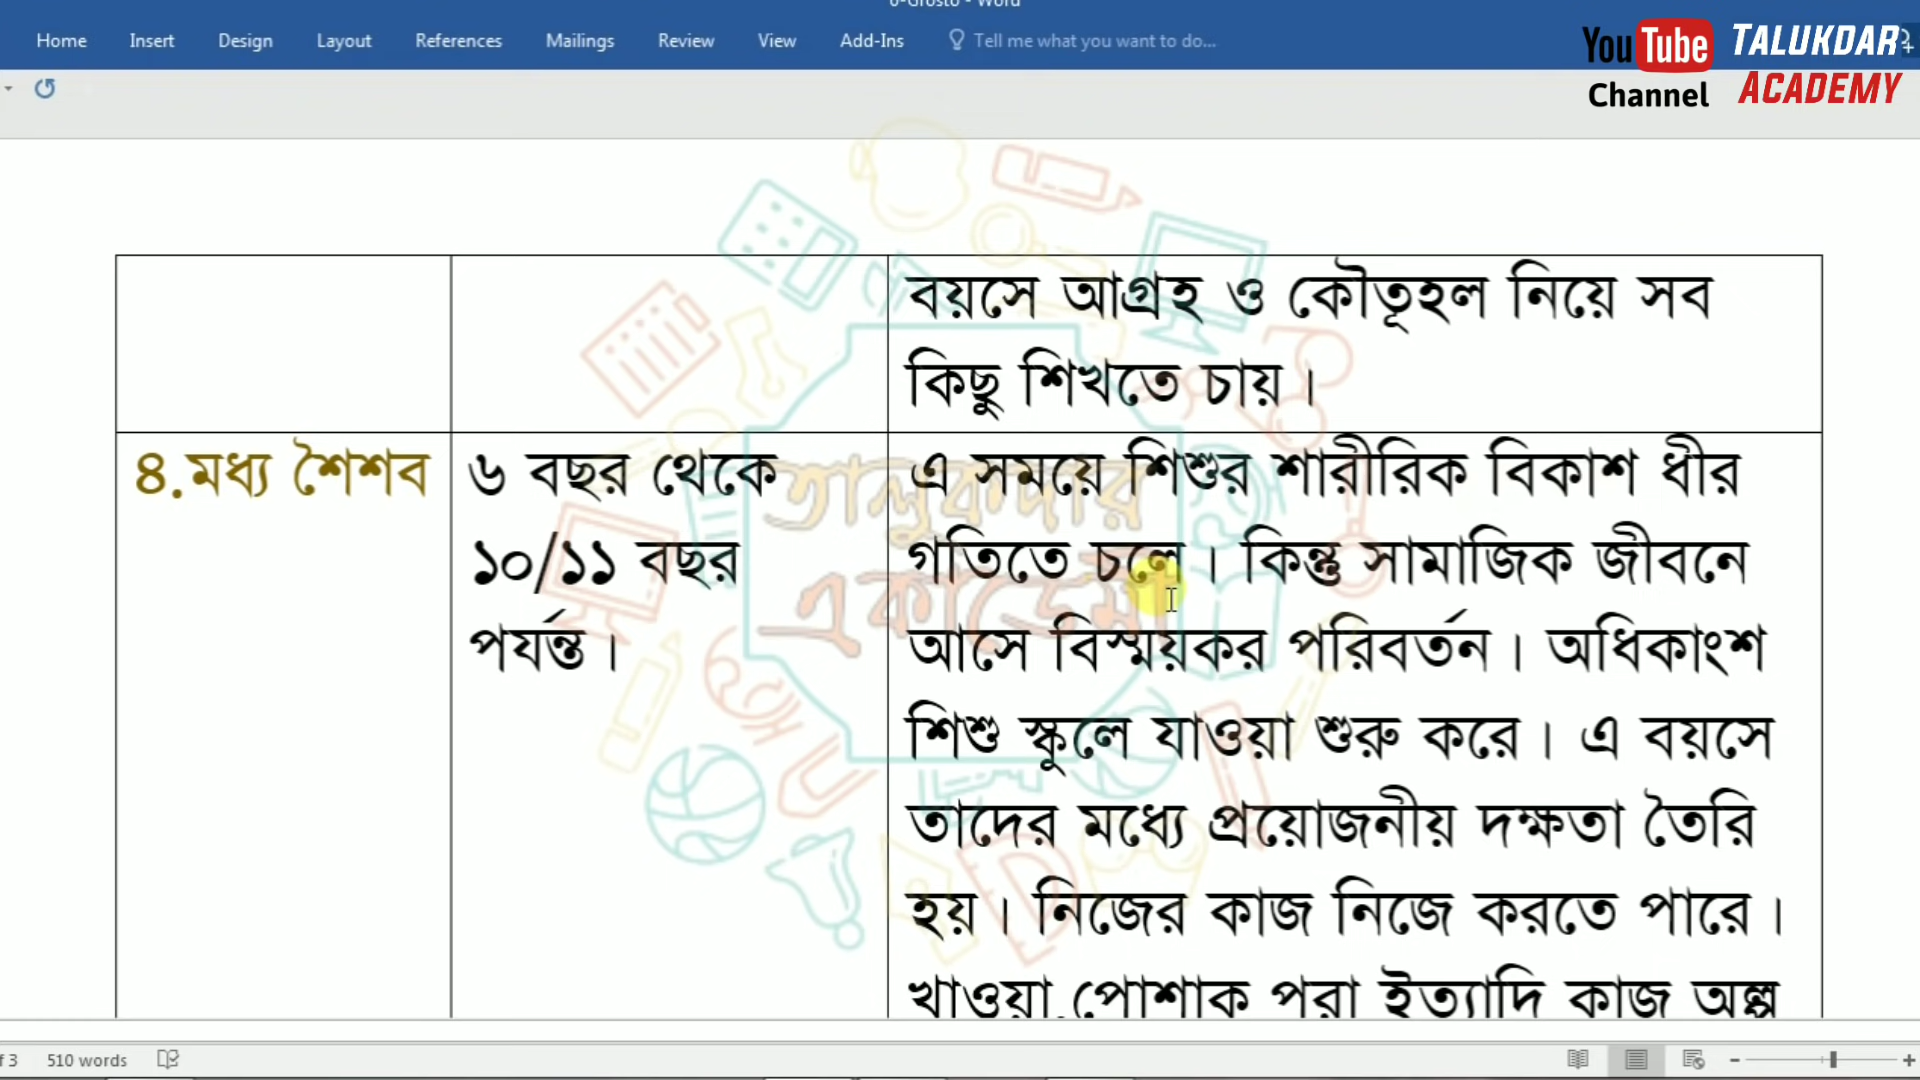 Home Insert Design Layout References Mailings Review View Add-Ins Tell me what you want to do...
YouTube Channel
TALUKDAR ACADEMY
বয়সে আগ্রহ ও কৌতূহল নিয়ে সব
কিছু শিখতে চায়।
৪.মধ্য শৈশব
৬ বছর থেকে
১০/১১ বছর
পর্যন্ত।
এ সময়ে শিশুর শারীরিক বিকাশ ধীর
গতিতে চলে। কিন্তু সামাজিক জীবনে
আসে বিস্ময়কর পরিবর্তন। অধিকাংশ
শিশু স্কুলে যাওয়া শুরু করে। এ বয়সে
তাদের মধ্যে প্রয়োজনীয় দক্ষতা তৈরি
হয়। নিজের কাজ নিজে করতে পারে।
খাওয়া,পোশাক পরা ইত্যাদি কাজ অল্প
তালুকদার
একাডেমী
3 510 words